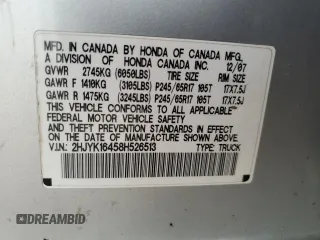 MFD. IN CANADA BY HONDA OF CANADA MFG.
A DIVISION OF HONDA CANADA INC. 12/07
GVWR 2745KG (6050LBS) TIRE SIZE RIM SIZE
GAWR F 1410KG (3105LBS) P245/65R17 105T 17X7.5J
GAWR R 1475KG (3245LBS) P245/65R17 105T 17X7.5J
THIS VEHICLE CONFORMS TO ALL APPLICABLE
FEDERAL MOTOR VEHICLE SAFETY
AND THEFT PREVENTION STANDARDS IN EFFECT ON
THE DATE OF MANUFACTURE SHOWN ABOVE.
V.I.N.: 2HJYK16458H526513 TYPE: TRUCK
©DREAMBID